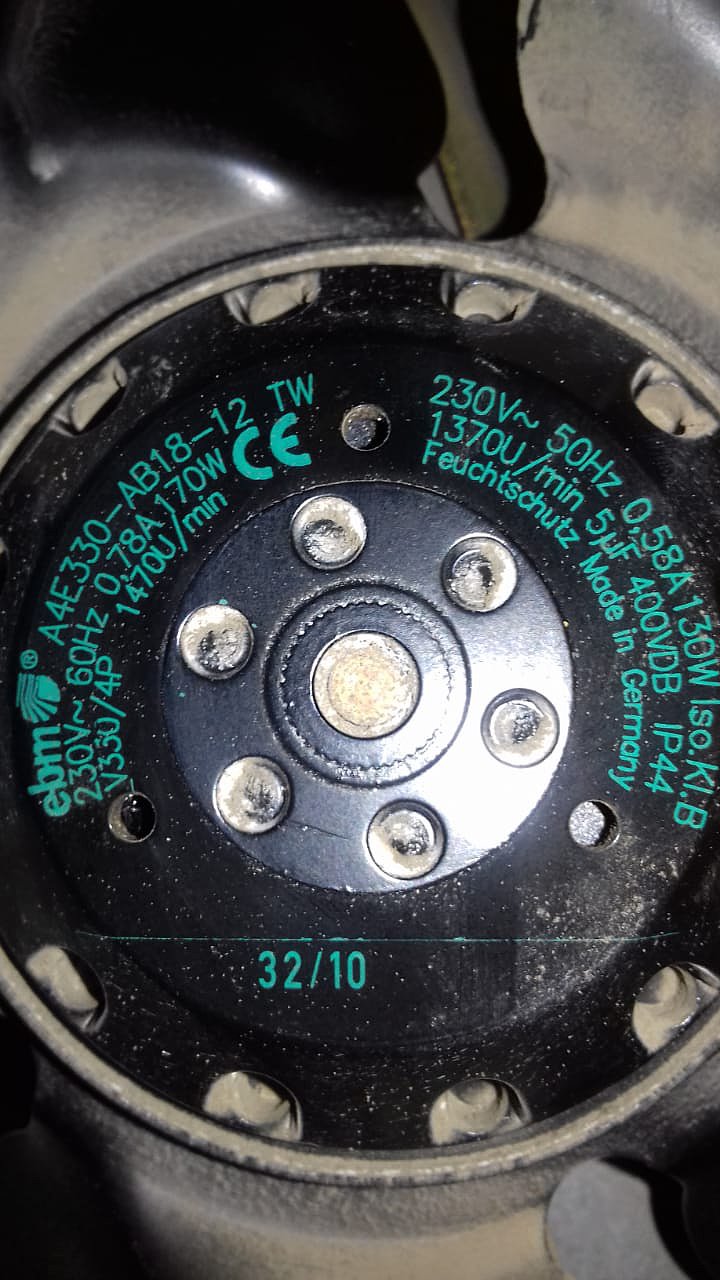 ebm®
A4E330-AB18-12 TW
230V~ 60Hz 0,78A 170W CE
V330/4P 1470U/min
230V~ 50Hz 0,58A 130W Iso.Kl.B
1370U/min 5µF 400VDB IP44
Feuchtschutz Made in Germany
32/10